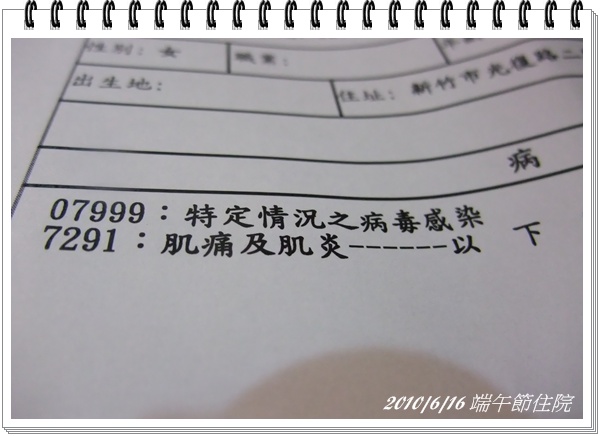 性別: 女 職業:
出生地: 住址: 新竹市光復路二
病
07999：特定情況之病毒感染
7291：肌痛及肌炎------以 下
2010/6/16 端午節住院